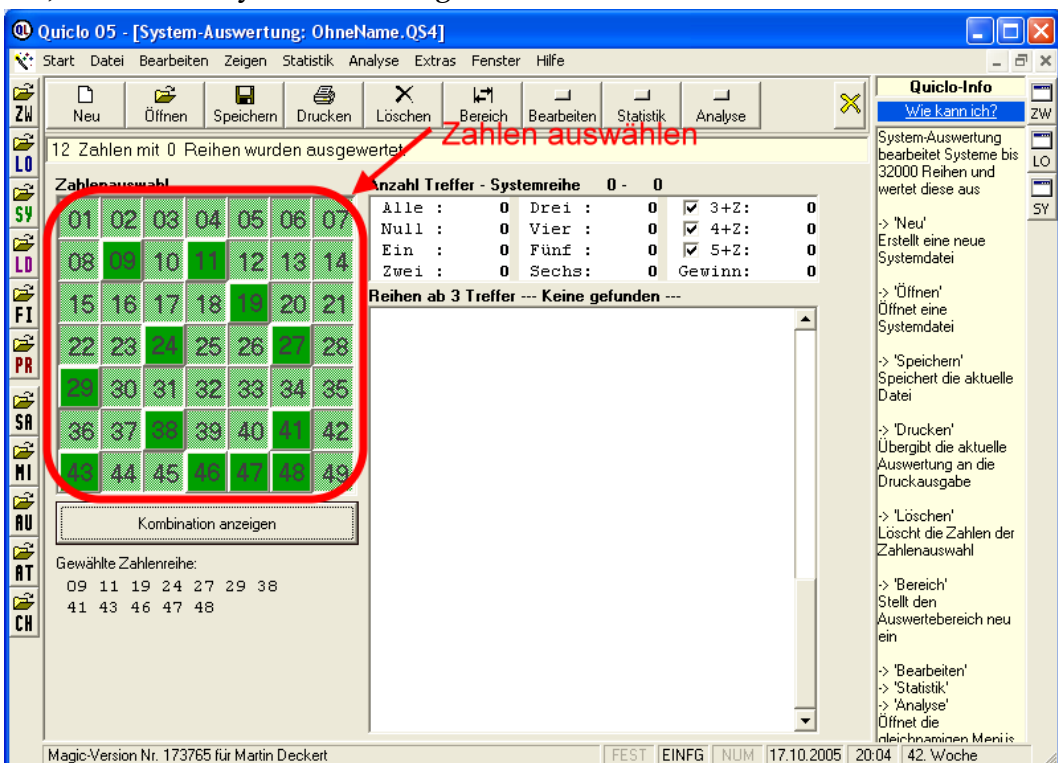 Quiclo 05 - [System-Auswertung: OhneName.QS4]
Start Datei Bearbeiten Zeigen Statistik Analyse Extras Fenster Hilfe
Neu Öffnen Speichern Drucken Löschen Bereich Bearbeiten Statistik Analyse
Zahlen auswählen
12 Zahlen mit 0 Reihen wurden ausgewertet
ZW
LO
SY
LD
FI
PR
SA
MI
AU
AT
CH
Zahlenauswahl
01 02 03 04 05 06 07
08 09 10 11 12 13 14
15 16 17 18 19 20 21
22 23 24 25 26 27 28
29 30 31 32 33 34 35
36 37 38 39 40 41 42
43 44 45 46 47 48 49
Kombination anzeigen
Gewählte Zahlenreihe:
09 11 19 24 27 29 38
41 43 46 47 48
Anzahl Treffer - Systemreihe 0 - 0
Alle : 0 Drei : 0 3+Z: 0
Null : 0 Vier : 0 4+Z: 0
Ein : 0 Fünf : 0 5+Z: 0
Zwei : 0 Sechs: 0 Gewinn: 0
Reihen ab 3 Treffer --- Keine gefunden ---
Quiclo-Info
Wie kann ich?
System-Auswertung
bearbeitet Systeme bis
32000 Reihen und
wertet diese aus
-> 'Neu'
Erstellt eine neue
Systemdatei
-> 'Öffnen'
Öffnet eine
Systemdatei
-> 'Speichern'
Speichert die aktuelle
Datei
-> 'Drucken'
Übergibt die aktuelle
Auswertung an die
Druckausgabe
-> 'Löschen'
Löscht die Zahlen der
Zahlenauswahl
-> 'Bereich'
Stellt den
Auswertebereich neu
ein
-> 'Bearbeiten'
-> 'Statistik'
-> 'Analyse'
Öffnet die
gleichnamigen Menüs
ZW
LO
SY
Magic-Version Nr. 173765 für Martin Deckert FEST EINFG NUM 17.10.2005 20:04 42. Woche